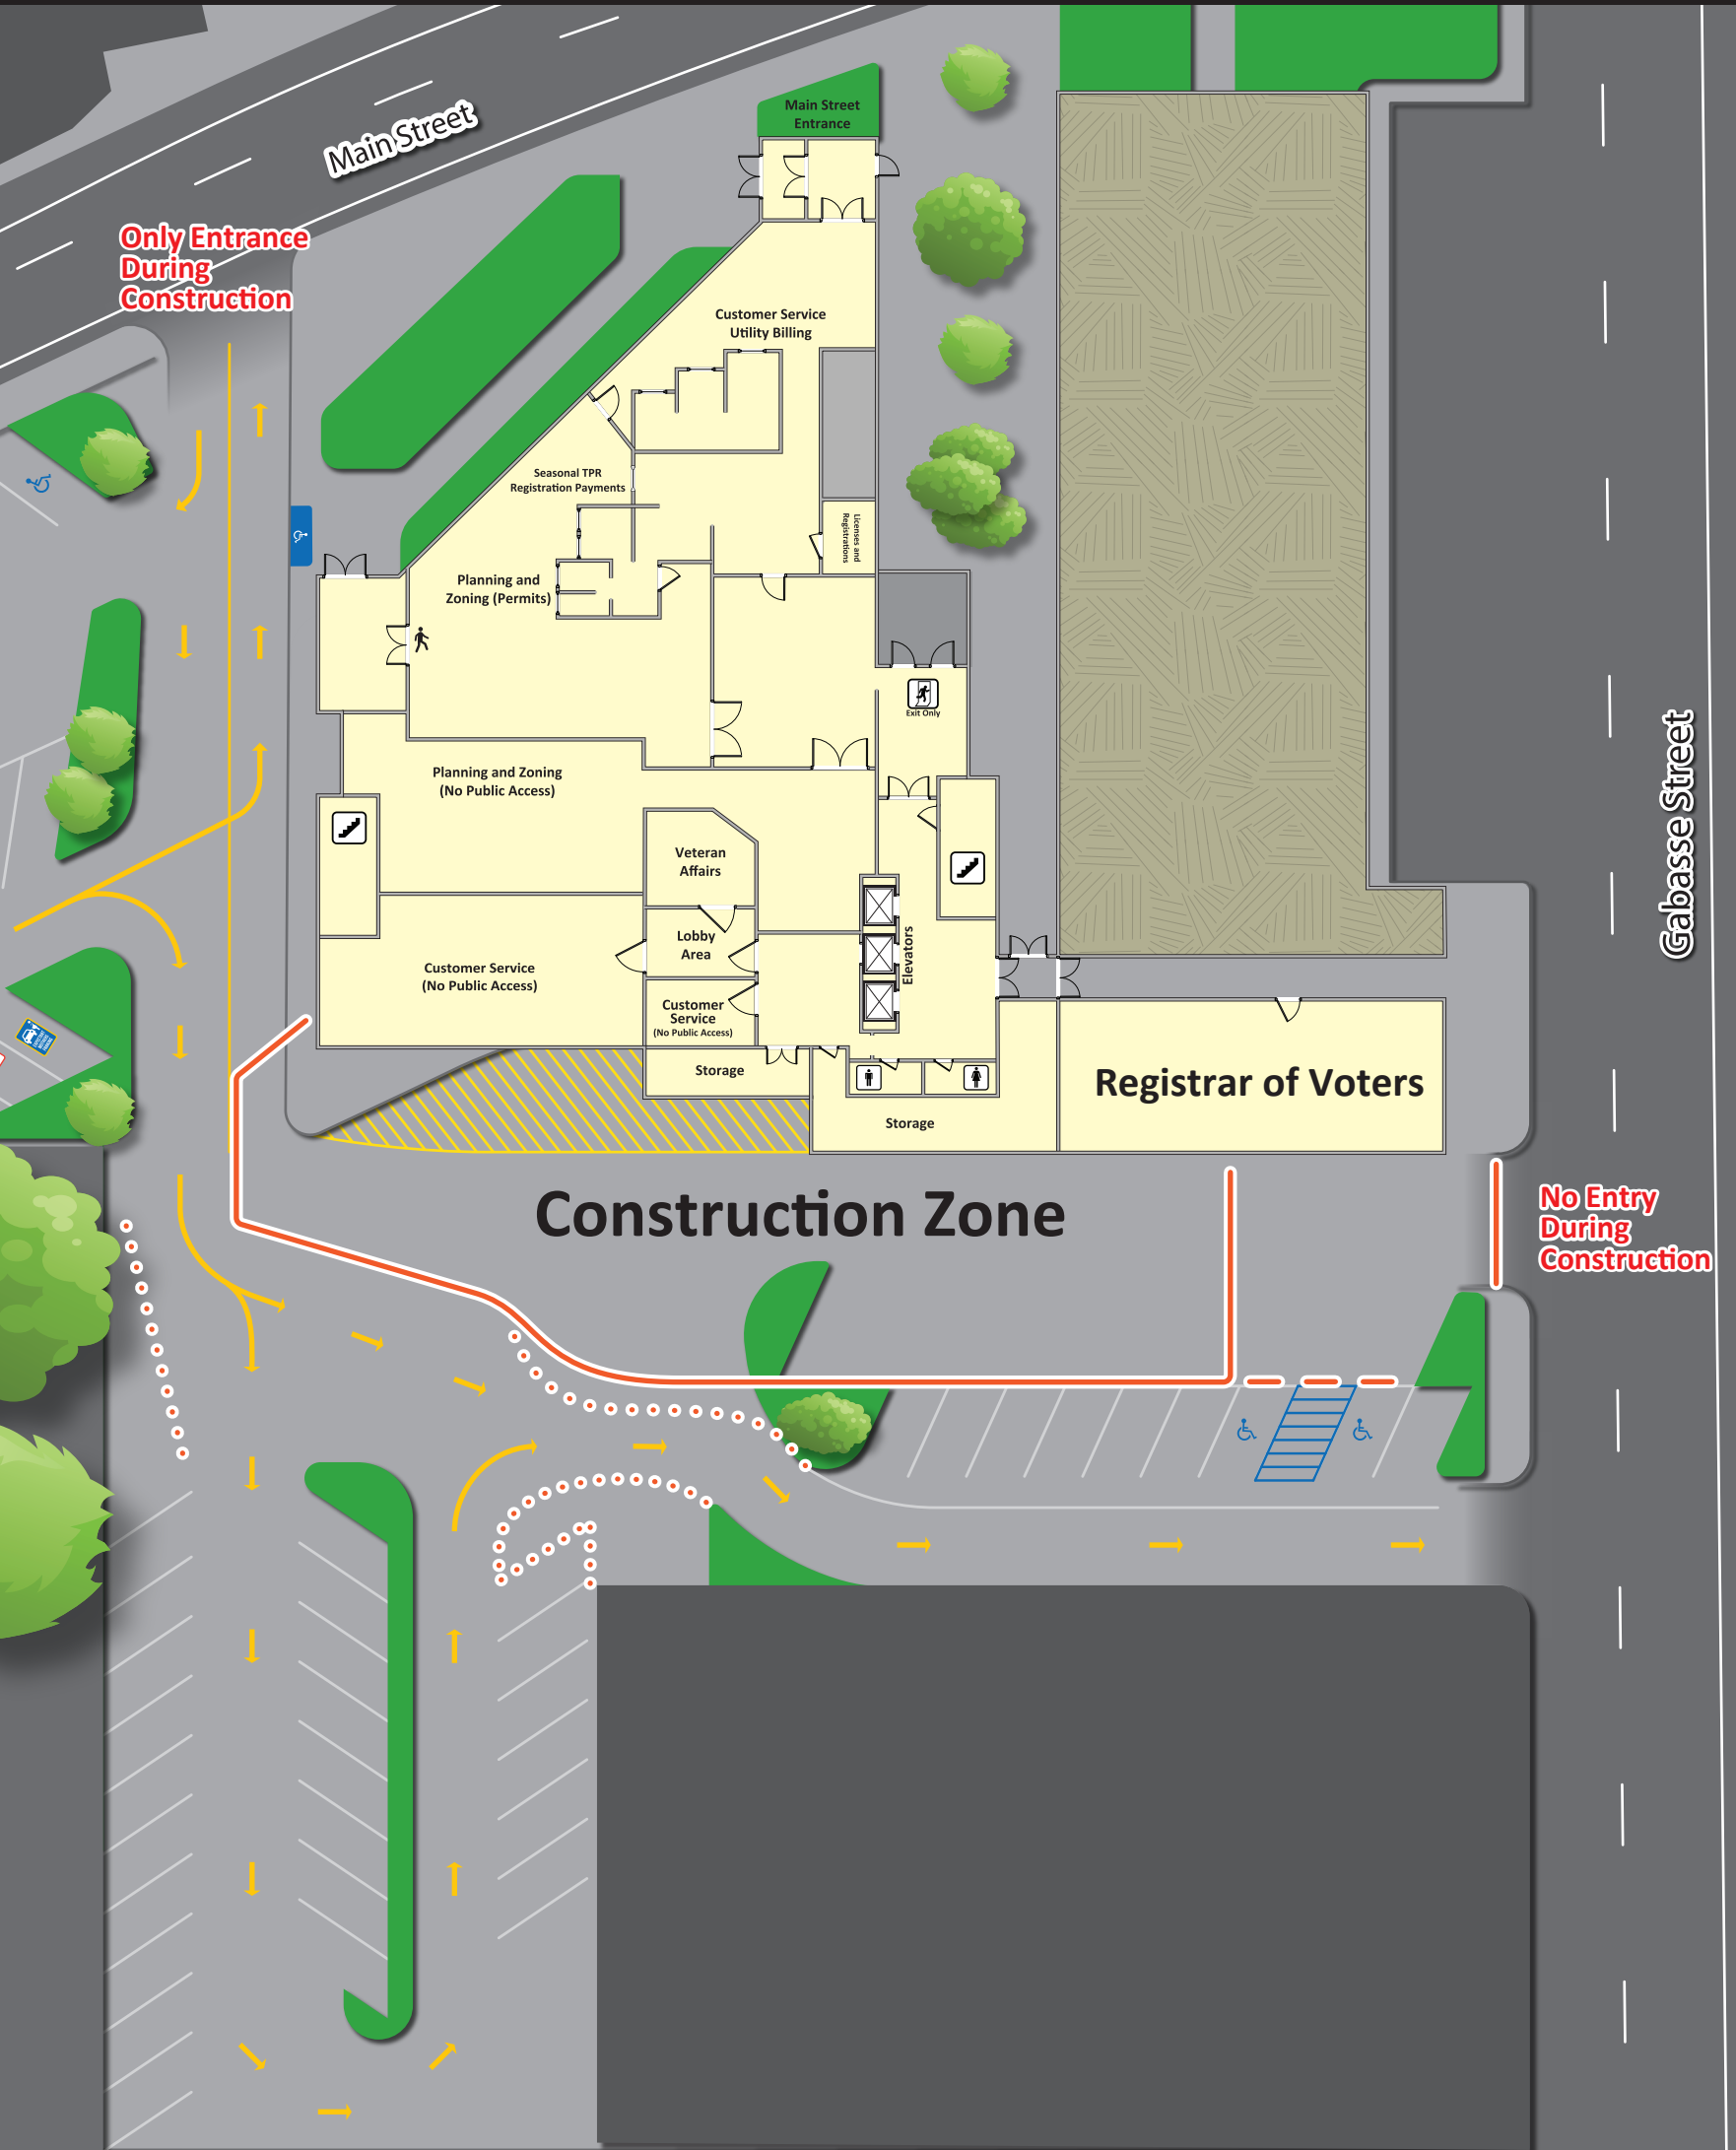 Main Street
Entrance
Main Street
Only Entrance
During
Construction
Customer Service
Utility Billing
Seasonal TPR
Registration Payments
Licenses and
Registrations
Planning and
Zoning (Permits)
Exit Only
Planning and Zoning
(No Public Access)
Gabasse Street
Veteran
Affairs
Lobby
Area
Elevators
Customer Service
(No Public Access)
Customer
Service
(No Public Access)
Storage
Registrar of Voters
Storage
Construction Zone
No Entry
During
Construction